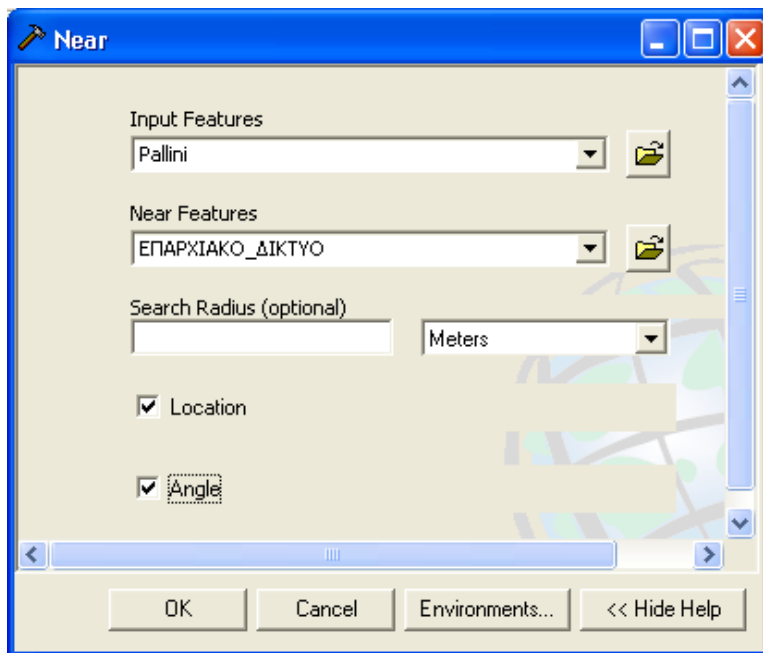 Near
Input Features
Pallini
Near Features
ΕΠΑΡΧΙΑΚΟ_ΔΙΚΤΥΟ
Search Radius (optional)
Meters
Location
Angle
OK Cancel Environments... << Hide Help